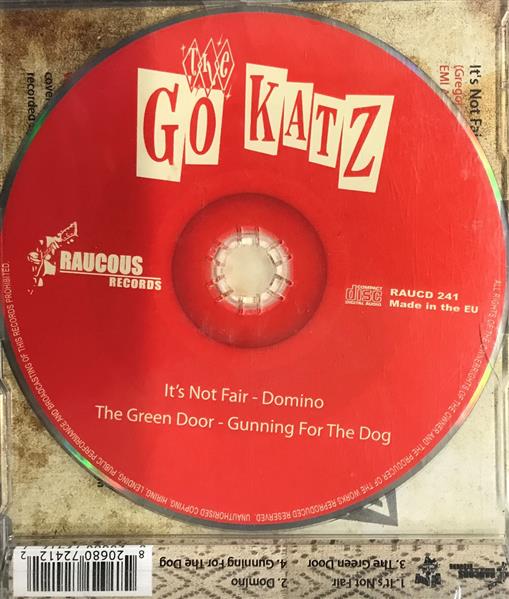 The
GO KATZ
RAUCOUS
RECORDS
COMPACT
disc
DIGITAL AUDIO
RAUCD 241
Made in the EU
It's Not Fair - Domino
The Green Door - Gunning For The Dog
ALL RIGHTS OF THE PRODUCER AND THE OWNER OF THE WORKS REPRODUCED RESERVED. UNAUTHORISED COPYING, HIRING, LENDING, PUBLIC PERFORMANCE AND BROADCASTING OF THIS RECORDS PROHIBITED.
It's Not Fair
(Grego
EMI
cove
recorded
1. It's Not Fair
2. Domino
3. The Green Door
4. Gunning For The Dog
8 20680 72412 2